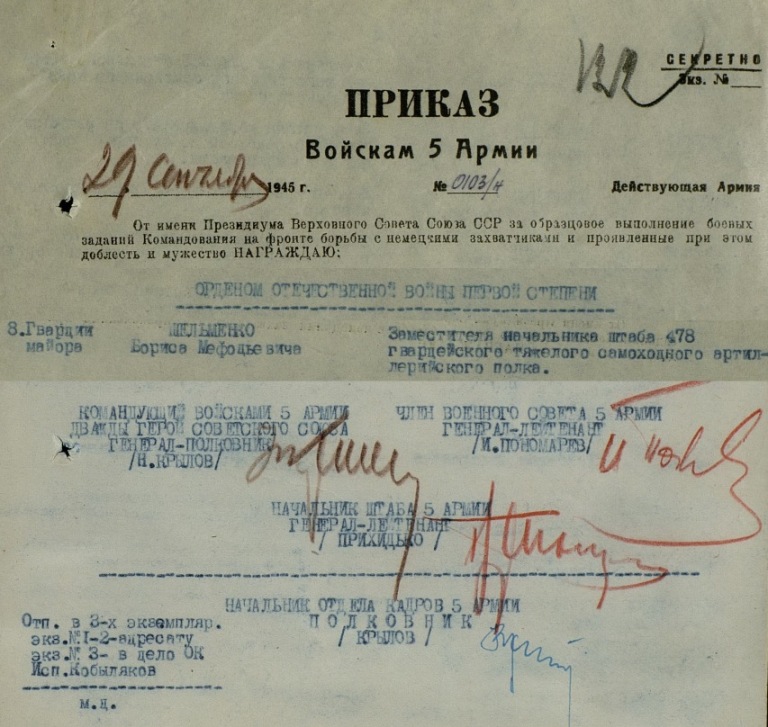 СЕКРЕТНО
Экз. №
ПРИКАЗ
Войскам 5 Армии
29 Сентября 1945 г. № 0103/н Действующая Армия
От имени Президиума Верховного Совета Союза ССР за образцовое выполнение боевых
заданий Командования на фронте борьбы с немецкими захватчиками и проявленные при этом
доблесть и мужество НАГРАЖДАЮ:
ОРДЕНОМ ОТЕЧЕСТВЕННОЙ ВОЙНЫ ПЕРВОЙ СТЕПЕНИ
8.Гвардии МЕЛЬМЕНКО Заместителя начальника штаба 478
майора Бориса Мефодьевича гвардейского тяжелого самоходного артил-
лерийского полка.
КОМАНДУЮЩИЙ ВОЙСКАМИ 5 АРМИИ ЧЛЕН ВОЕННОГО СОВЕТА 5 АРМИИ
ДВАЖДЫ ГЕРОЙ СОВЕТСКОГО СОЮЗА ГЕНЕРАЛ-ЛЕЙТЕНАНТ
ГЕНЕРАЛ-ПОЛКОВНИК /И.ПОНОМАРЕВ/
/Н.КРЫЛОВ/
НАЧАЛЬНИК ШТАБА 5 АРМИИ
ГЕНЕРАЛ-ЛЕЙТЕНАНТ
/ ПРИХИДЬКО /
НАЧАЛЬНИК ОТДЕЛА КАДРОВ 5 АРМИИ
ПОЛКОВНИК
/ КРЫЛОВ /
Отп. в 3-х экземпляр.
экз.№I-2-адресату
экз.№ 3- в дело ОК
Исп.Кобыляков
м.д.